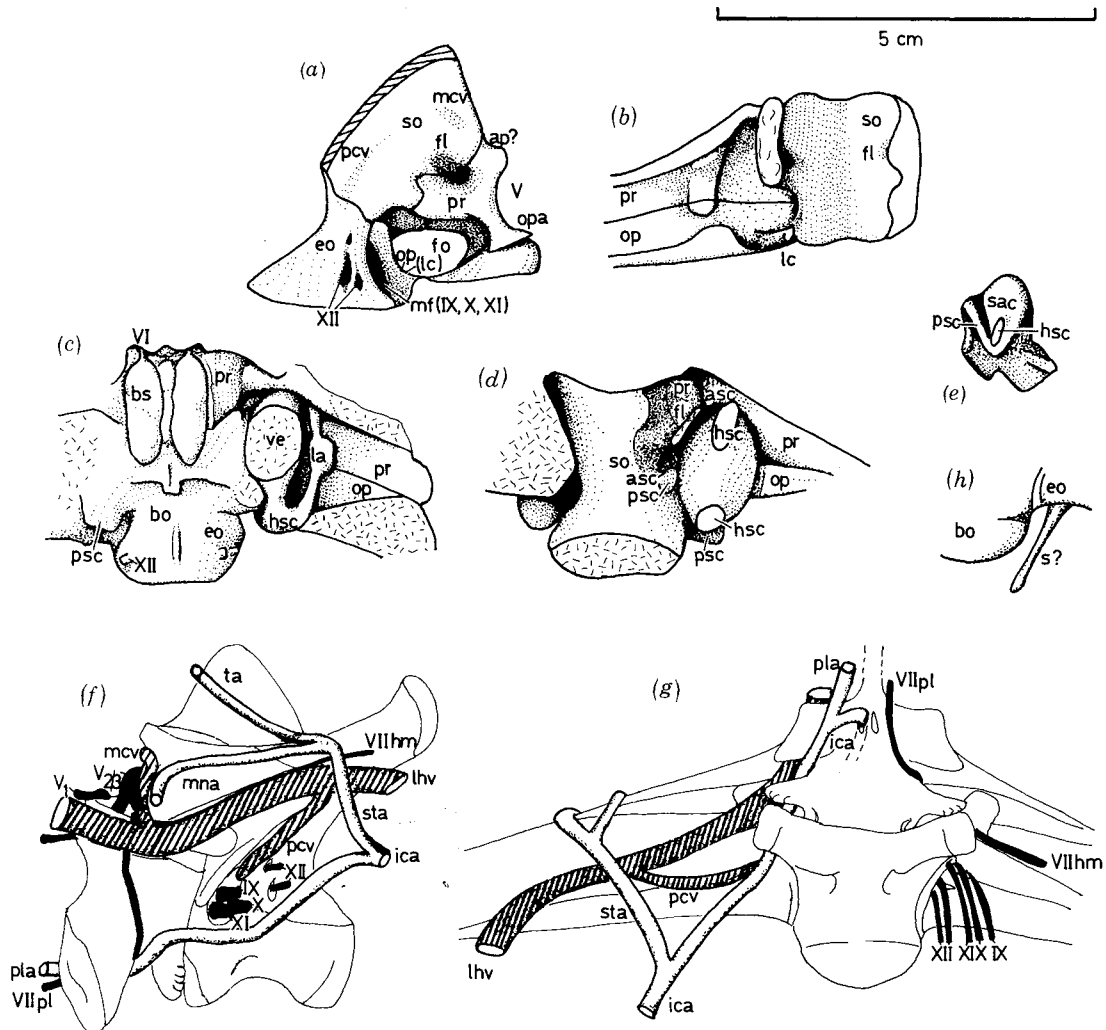 5 cm
(a)
mcv
so
ap?
pcv
fl
V
pr
opa
eo
fo
op
(lc)
XII
mf(IX, X, XI)
(b)
so
fl
pr
op
lc
(c)
VI
pr
bs
ve
la
pr
op
bo
eo
hsc
psc
XII
(d)
pr
fl
asc
hsc
pr
so
asc
psc
op
hsc
psc
sac
psc
hsc
(e)
(h)
eo
bo
s?
(f)
ta
mcv
VIIhm
V1
V2/3
mna
lhv
sta
pcv
ica
IX
XII
X
XI
pla
VIIpl
(g)
pla
VIIpl
ica
VIIhm
pcv
sta
lhv
XII
XI
X
IX
ica